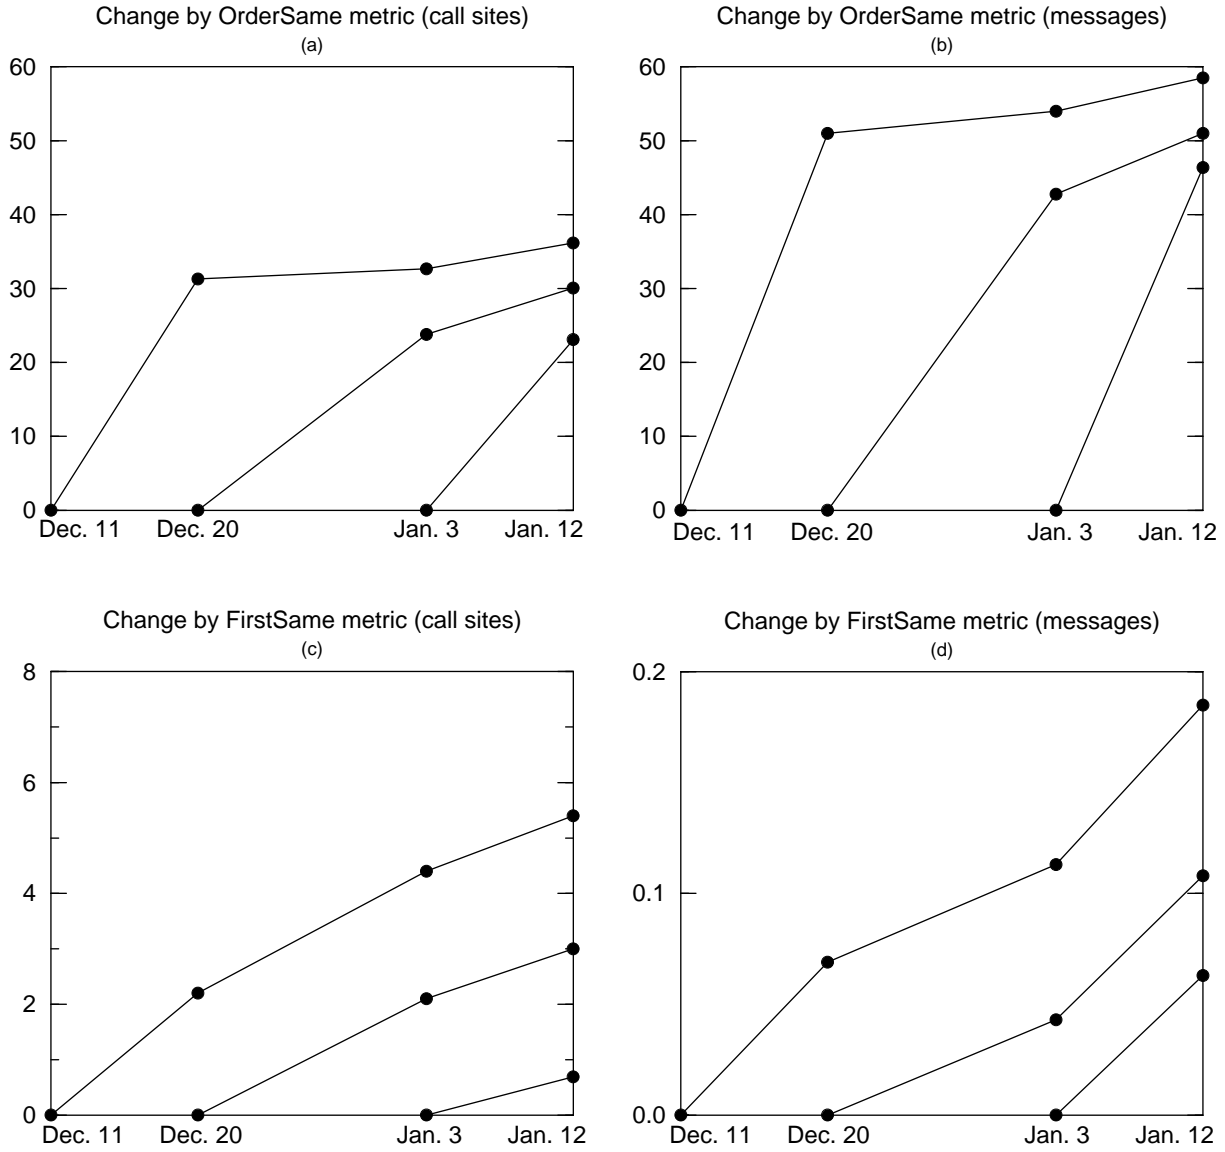 Change by OrderSame metric (call sites)
(a)
60
50
40
30
20
10
0
Dec. 11 Dec. 20 Jan. 3 Jan. 12
Change by OrderSame metric (messages)
(b)
60
50
40
30
20
10
0
Dec. 11 Dec. 20 Jan. 3 Jan. 12
Change by FirstSame metric (call sites)
(c)
8
6
4
2
0
Dec. 11 Dec. 20 Jan. 3 Jan. 12
Change by FirstSame metric (messages)
(d)
0.2
0.1
0.0
Dec. 11 Dec. 20 Jan. 3 Jan. 12